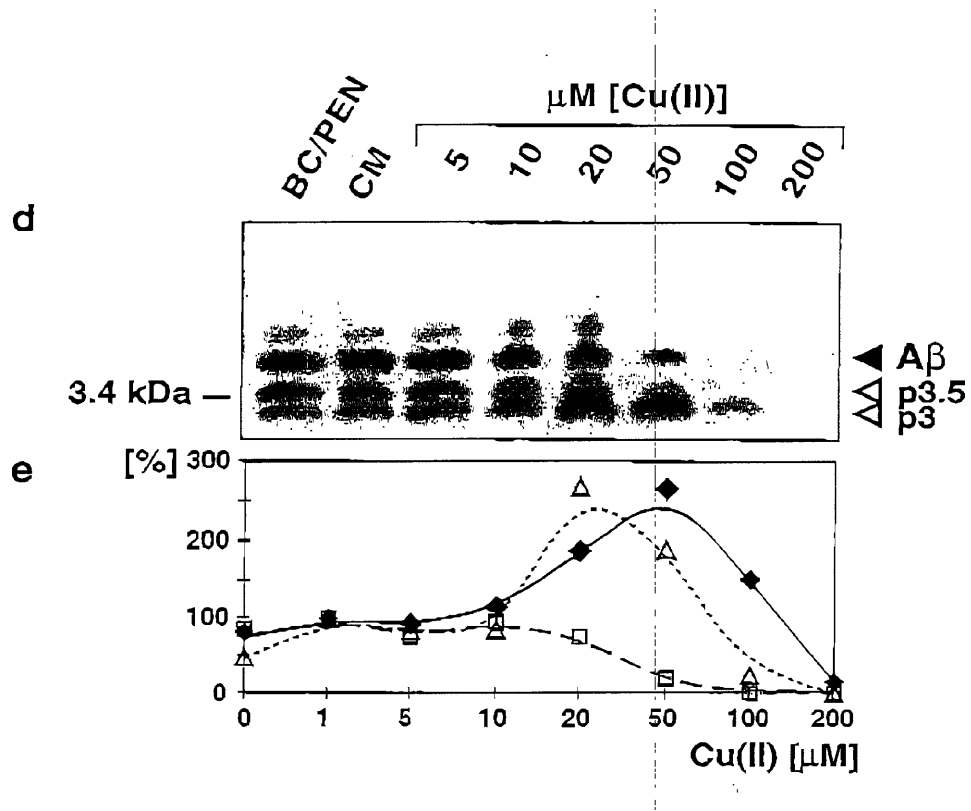 μM [Cu(II)]
BC/PEN CM 5 10 20 50 100 200
d
Aβ
3.4 kDa
p3.5
p3
e
[%]
300
200
100
0
0 1 5 10 20 50 100 200
Cu(II) [μM]